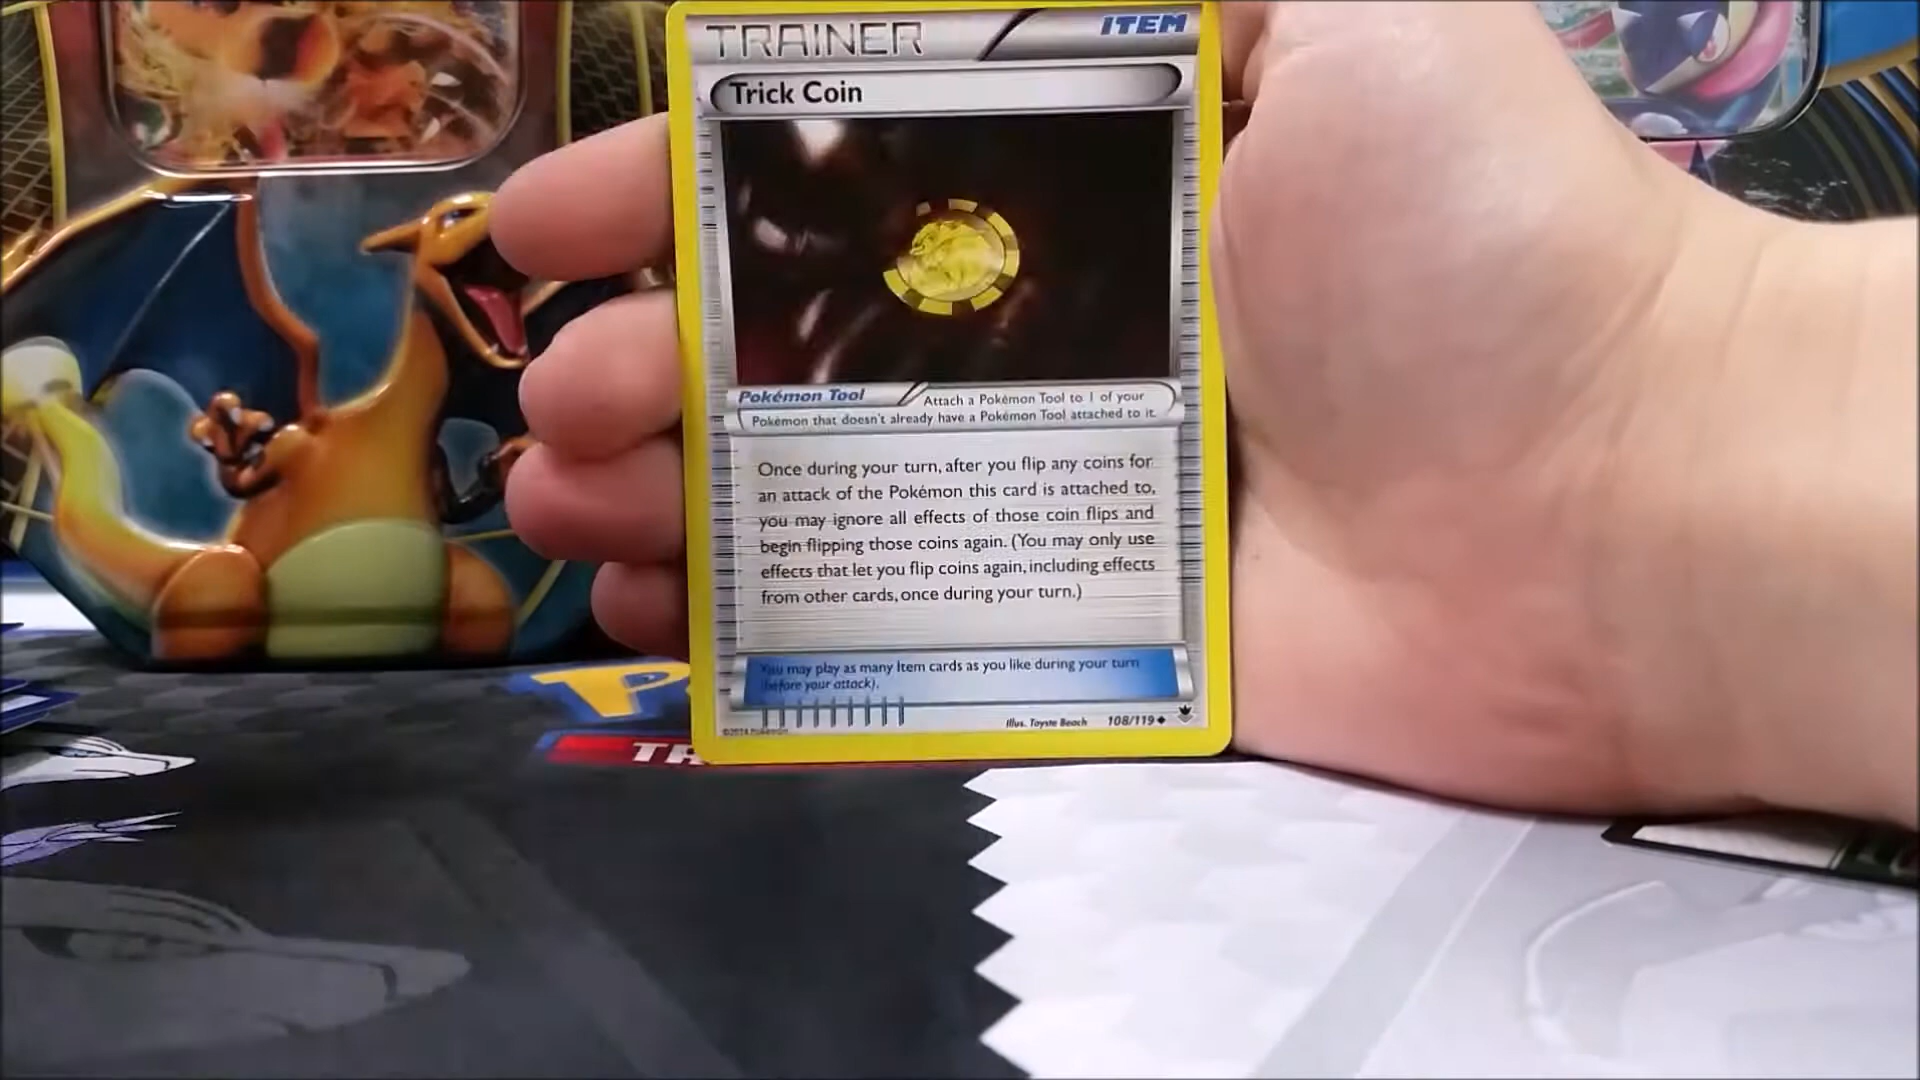 TRAINER
ITEM
Trick Coin
Pokémon Tool
Attach a Pokémon Tool to 1 of your
Pokémon that doesn't already have a Pokémon Tool attached to it.
Once during your turn, after you flip any coins for
an attack of the Pokémon this card is attached to,
you may ignore all effects of those coin flips and
begin flipping those coins again. (You may only use
effects that let you flip coins again, including effects
from other cards, once during your turn.)
You may play as many Item cards as you like during your turn
(before your attack).
Illus. Toyste Beach
108/119
©2014 Pokémon
P
TR